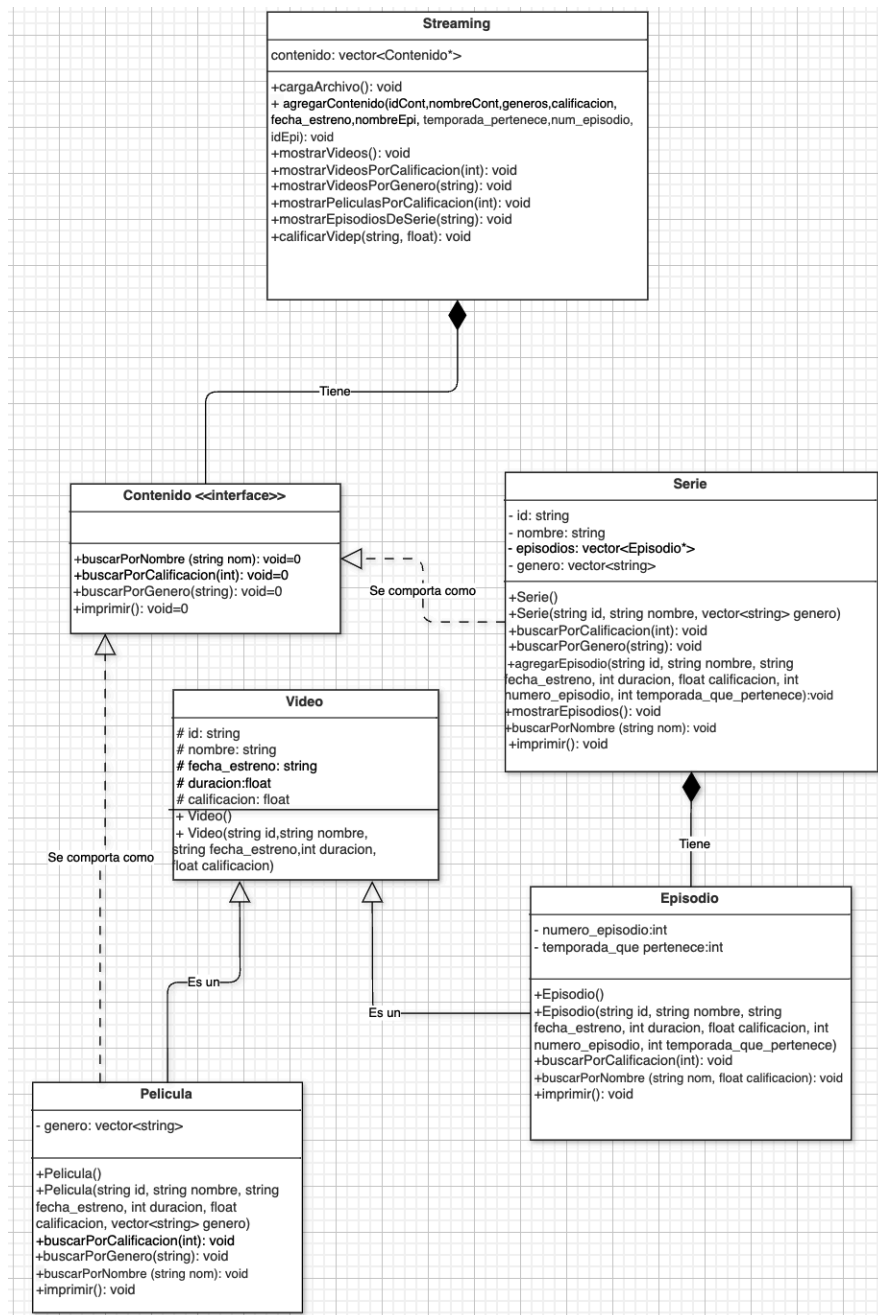 Streaming
contenido: vector<Contenido*>
+cargaArchivo(): void
+ agregarContenido(idCont,nombreCont,generos,calificacion,
fecha_estreno,nombreEpi, temporada_pertenece,num_episodio,
idEpi): void
+mostrarVideos(): void
+mostrarVideosPorCalificacion(int): void
+mostrarVideosPorGenero(string): void
+mostrarPeliculasPorCalificacion(int): void
+mostrarEpisodiosDeSerie(string): void
+calificarVidep(string, float): void
Tiene
Contenido <<interface>>
+buscarPorNombre (string nom): void=0
+buscarPorCalificacion(int): void=0
+buscarPorGenero(string): void=0
+imprimir(): void=0
Se comporta como
Serie
- id: string
- nombre: string
- episodios: vector<Episodio*>
- genero: vector<string>
+Serie()
+Serie(string id, string nombre, vector<string> genero)
+buscarPorCalificacion(int): void
+buscarPorGenero(string): void
+agregarEpisodio(string id, string nombre, string
fecha_estreno, int duracion, float calificacion, int
numero_episodio, int temporada_que_pertenece):void
+mostrarEpisodios(): void
+buscarPorNombre (string nom): void
+imprimir(): void
Video
# id: string
# nombre: string
# fecha_estreno: string
# duracion:float
# calificacion: float
+ Video()
+ Video(string id,string nombre,
string fecha_estreno,int duracion,
float calificacion)
Se comporta como
Tiene
Es un
Es un
Episodio
- numero_episodio:int
- temporada_que pertenece:int
+Episodio()
+Episodio(string id, string nombre, string
fecha_estreno, int duracion, float calificacion, int
numero_episodio, int temporada_que_pertenece)
+buscarPorCalificacion(int): void
+buscarPorNombre (string nom, float calificacion): void
+imprimir(): void
Pelicula
- genero: vector<string>
+Pelicula()
+Pelicula(string id, string nombre, string
fecha_estreno, int duracion, float
calificacion, vector<string> genero)
+buscarPorCalificacion(int): void
+buscarPorGenero(string): void
+buscarPorNombre (string nom): void
+imprimir(): void